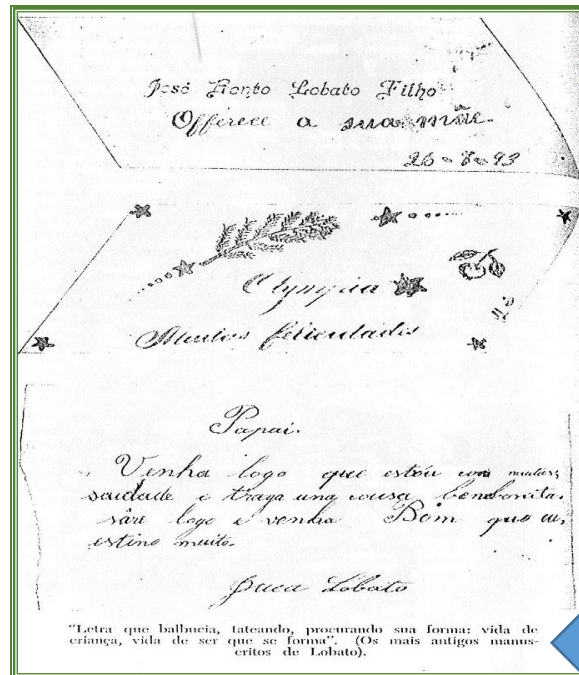 José Bento Lobato Filho
Offerece a sua mãe.
26-8-93
Olympia
Muitas felicidades
Papai.
Venha logo que estou com muitas
saudade e traga uma cousa bem bonita.
sáre logo e venha Bom que eu
estimo muito.
Juca Lobato
"Letra que balbucia, tateando, procurando sua forma: vida de
criança, vida de ser que se forma". (Os mais antigos manus-
critos de Lobato).